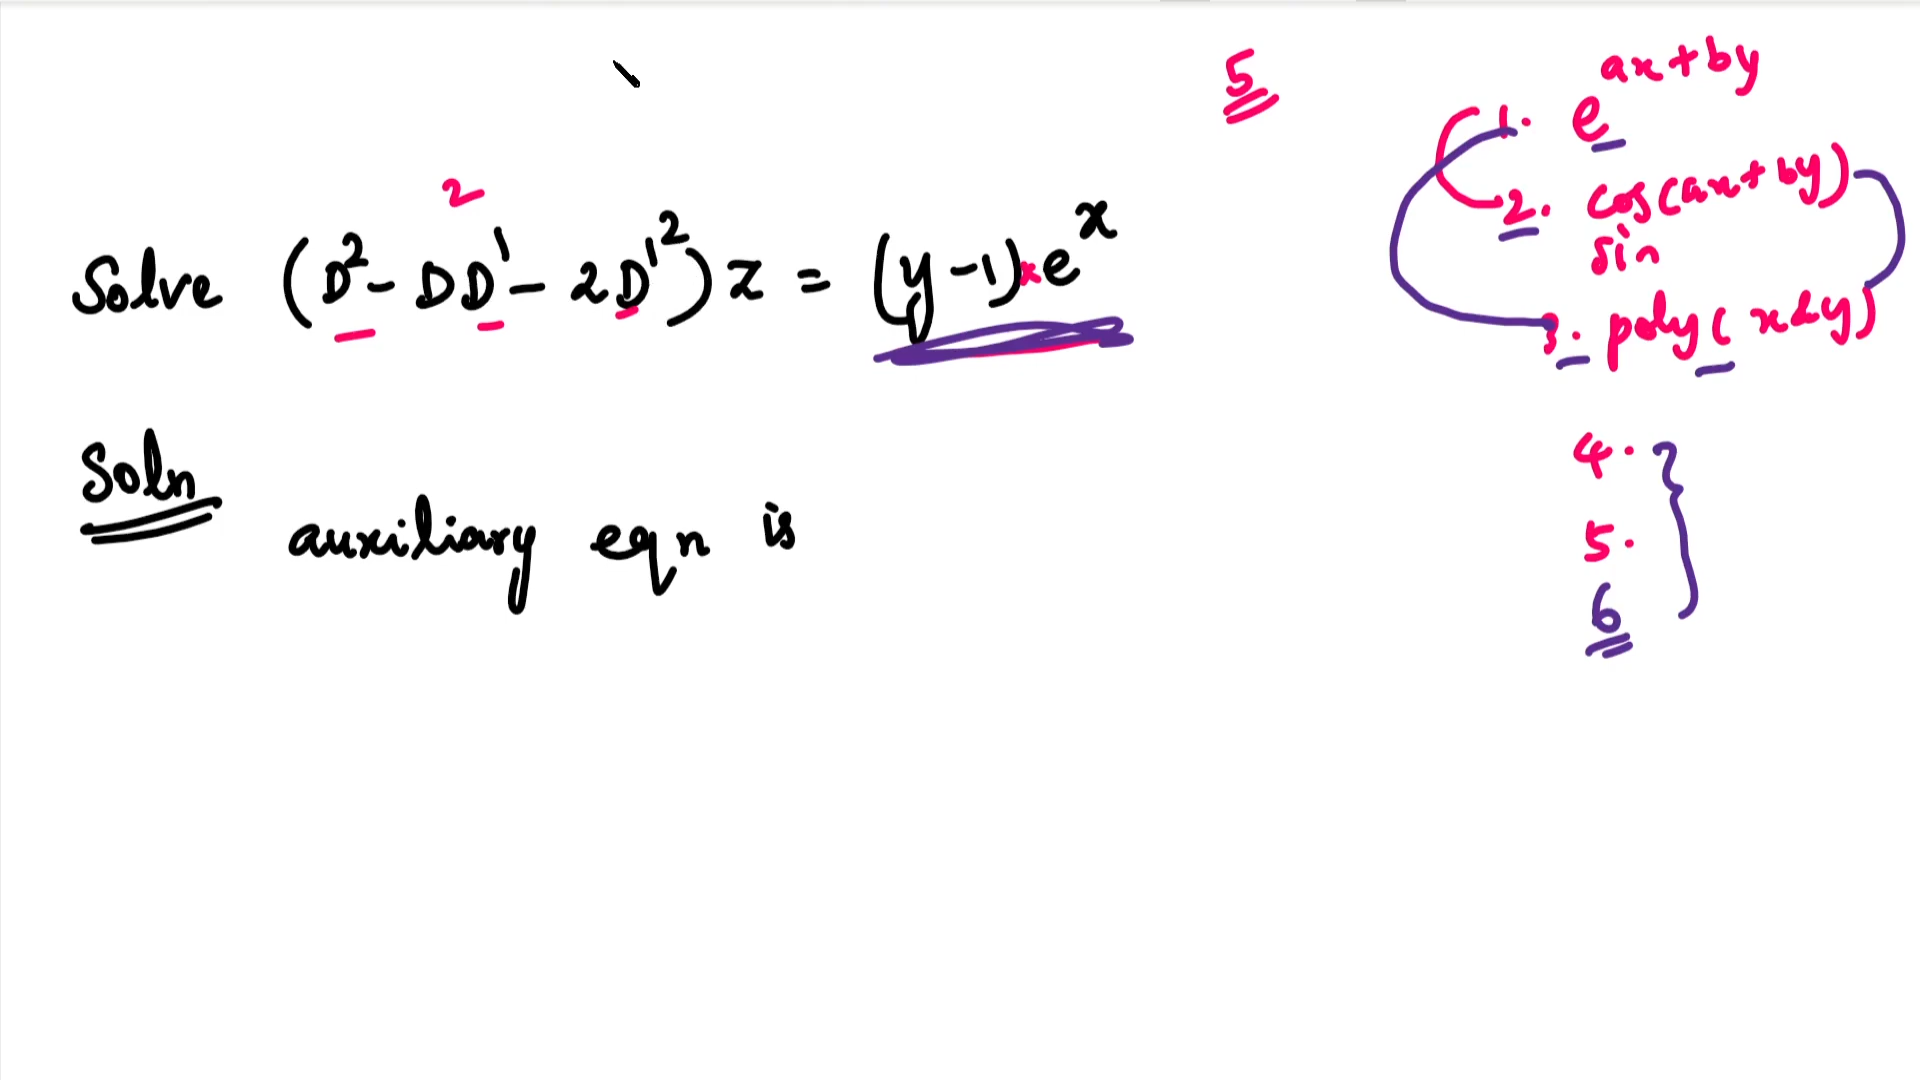 5
1. e^{ax+by}
2. cos(ax+by)
sin
3. poly(x&y)
4.
5.
6
2
Solve (D² - DD' - 2D'²)z = (y-1)×e^x
Soln
auxiliary eqn is